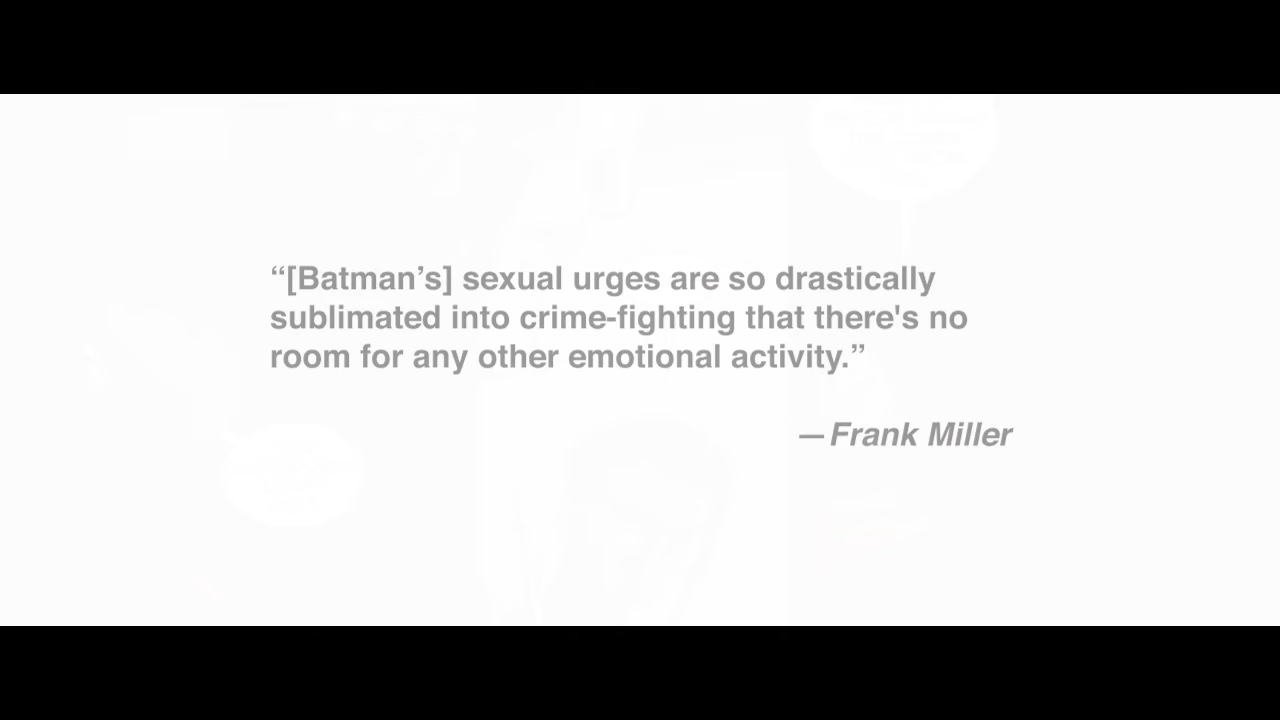 “[Batman’s] sexual urges are so drastically
sublimated into crime-fighting that there's no
room for any other emotional activity.”
—Frank Miller